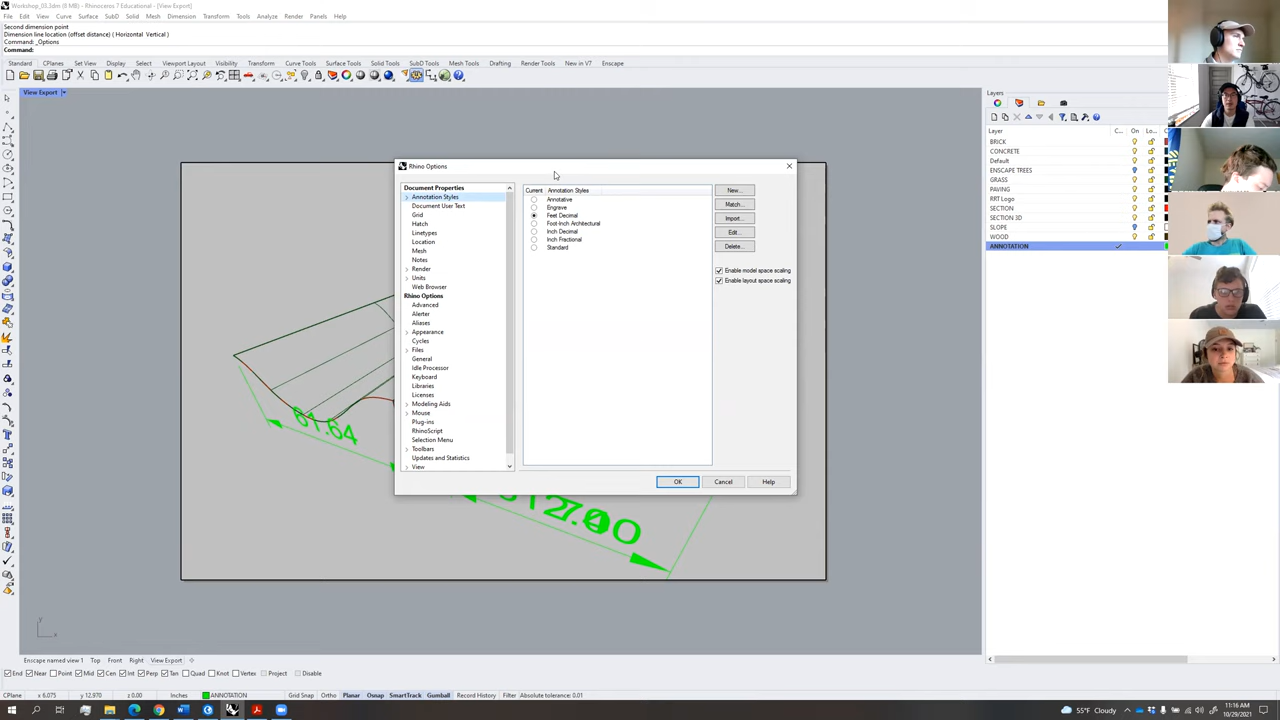 Workshop_03.3dm (8 MB) - Rhinoceros 7 Educational - [View Export]
File Edit View Curve Surface SubD Solid Mesh Dimension Transform Tools Analyze Render Panels Help
Second dimension point
Dimension line location (offset distance) ( Horizontal Vertical )
Command: _Options
Command:
Standard CPlanes Set View Display Select Viewport Layout Visibility Transform Curve Tools Surface Tools Solid Tools SubD Tools Mesh Tools Drafting Render Tools New in V7 Enscape
View Export
Layers
Layer C... On Lo...
BRICK
CONCRETE
Default
ENSCAPE TREES
GRASS
PAVING
RRT Logo
SECTION
SECTION 3D
SLOPE
WOOD
ANNOTATION
Rhino Options
Document Properties
Annotation Styles
Document User Text
Grid
Hatch
Linetypes
Location
Mesh
Notes
Render
Units
Web Browser
Rhino Options
Advanced
Alerter
Aliases
Appearance
Cycles
Files
General
Idle Processor
Keyboard
Libraries
Licenses
Modeling Aids
Mouse
Plug-ins
RhinoScript
Selection Menu
Toolbars
Updates and Statistics
View
Current Annotation Styles
Annotative
Engrave
Feet Decimal
Foot-Inch Architectural
Inch Decimal
Inch Fractional
Standard
New...
Match...
Import...
Edit...
Delete...
Enable model space scaling
Enable layout space scaling
OK Cancel Help
61.64
y
x
Enscape named view 1 Top Front Right View Export
End Near Point Mid Cen Int Perp Tan Quad Knot Vertex Project Disable
CPlane x 6.075 y 12.970 z 0.00 Inches ANNOTATION Grid Snap Ortho Planar Osnap SmartTrack Gumball Record History Filter Absolute tolerance: 0.01
55°F Cloudy
11:16 AM
10/29/2021